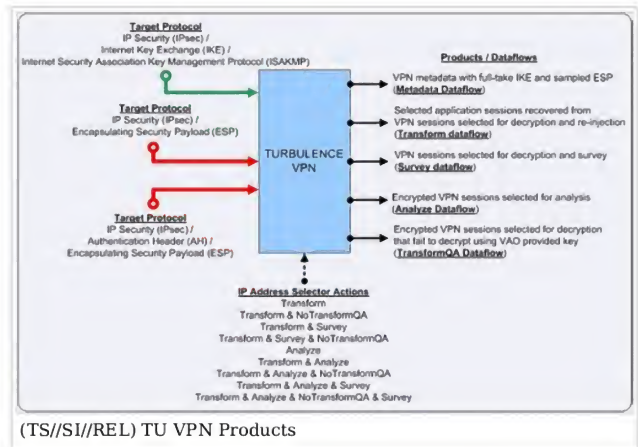 Target Protocol
IP Security (IPsec) /
Internet Key Exchange (IKE) /
Internet Security Association Key Management Protocol (ISAKMP)
Target Protocol
IP Security (IPsec) /
Encapsulating Security Payload (ESP)
Target Protocol
IP Security (IPsec) /
Authentication Header (AH) /
Encapsulating Security Payload (ESP)
TURBULENCE
VPN
Products / Dataflows
VPN metadata with full-take IKE and sampled ESP
(Metadata Dataflow)
Selected application sessions recovered from
VPN sessions selected for decryption and re-injection
(Transform dataflow)
VPN sessions selected for decryption and survey
(Survey dataflow)
Encrypted VPN sessions selected for analysis
(Analyze Dataflow)
Encrypted VPN sessions selected for decryption
that fail to decrypt using VAO provided key
(TransformQA Dataflow)
IP Address Selector Actions
Transform
Transform & NoTransformQA
Transform & Survey
Transform & Survey & NoTransformQA
Analyze
Transform & Analyze
Transform & Analyze & NoTransformQA
Transform & Analyze & Survey
Transform & Analyze & NoTransformQA & Survey
(TS//SI//REL) TU VPN Products